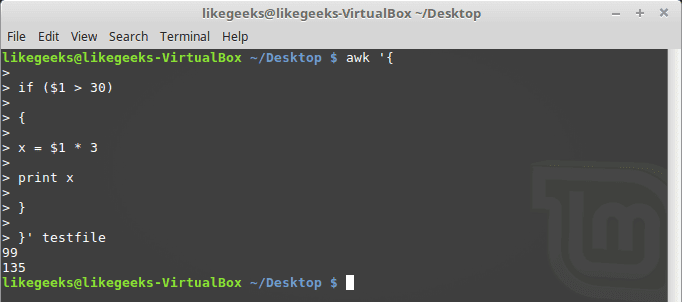 likegeeks@likegeeks-VirtualBox ~/Desktop
File Edit View Search Terminal Help
likegeeks@likegeeks-VirtualBox ~/Desktop $ awk '{
>
> if ($1 > 30)
>
> {
>
> x = $1 * 3
>
> print x
>
> }
>
> }' testfile
99
135
likegeeks@likegeeks-VirtualBox ~/Desktop $